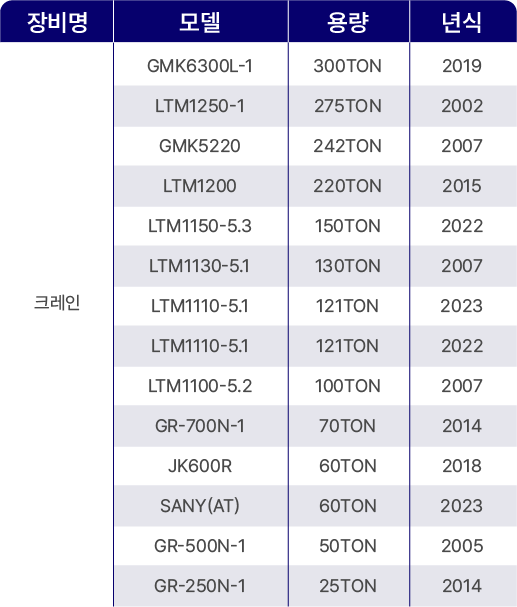 장비명 모델 용량 년식
GMK6300L-1 300TON 2019
LTM1250-1 275TON 2002
GMK5220 242TON 2007
LTM1200 220TON 2015
LTM1150-5.3 150TON 2022
LTM1130-5.1 130TON 2007
크레인 LTM1110-5.1 121TON 2023
LTM1110-5.1 121TON 2022
LTM1100-5.2 100TON 2007
GR-700N-1 70TON 2014
JK600R 60TON 2018
SANY(AT) 60TON 2023
GR-500N-1 50TON 2005
GR-250N-1 25TON 2014